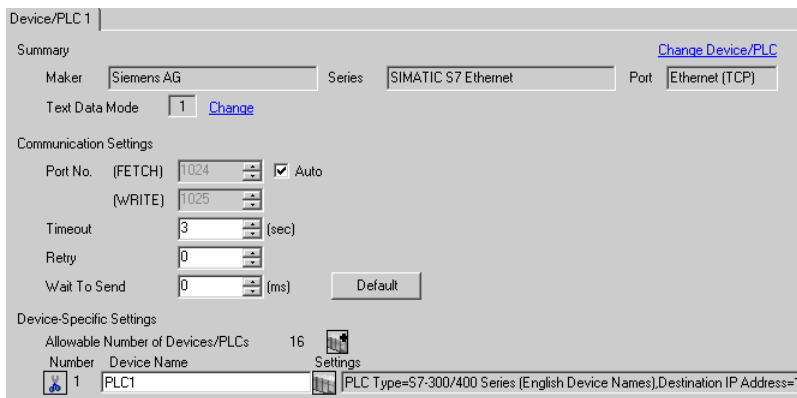 Device/PLC 1
Summary Change Device/PLC
Maker Siemens AG Series SIMATIC S7 Ethernet Port Ethernet (TCP)
Text Data Mode 1 Change
Communication Settings
Port No. (FETCH) 1024 Auto
(WRITE) 1025
Timeout 3 (sec)
Retry 0
Wait To Send 0 (ms) Default
Device-Specific Settings
Allowable Number of Devices/PLCs 16
Number Device Name Settings
1 PLC1 PLC Type=S7-300/400 Series (English Device Names),Destination IP Address=